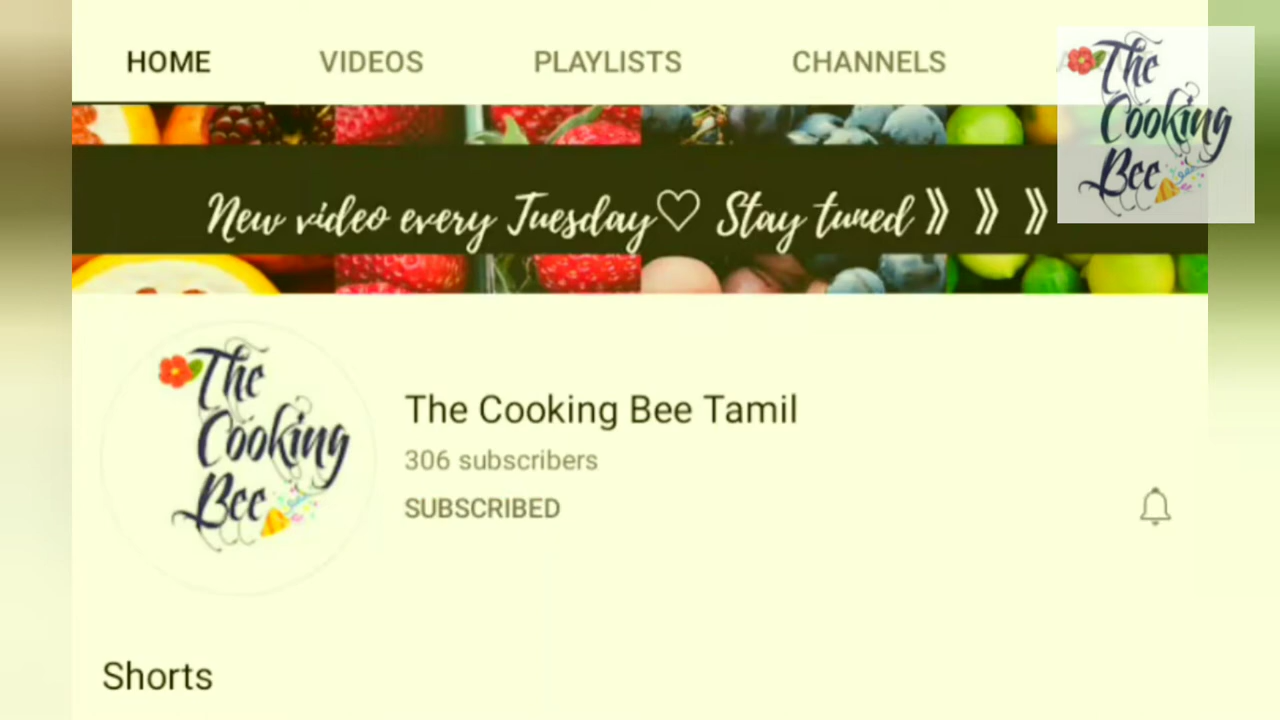 HOME VIDEOS PLAYLISTS CHANNELS
The
Cooking
Bee
New video every Tuesday♡ Stay tuned》》》
The
Cooking
Bee
The Cooking Bee Tamil
306 subscribers
SUBSCRIBED
Shorts